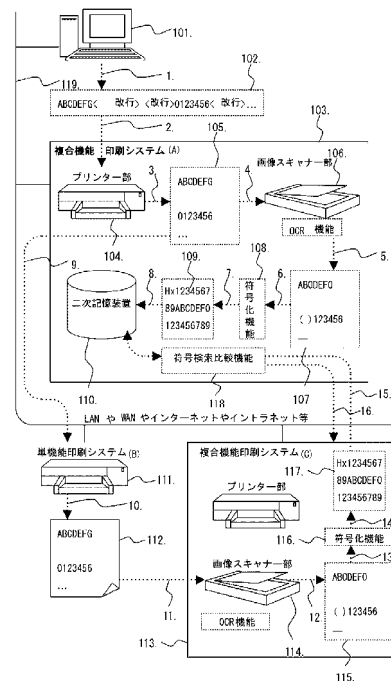 101.
1.
119.
102.
ABCDEFG< 改行> <改行>0123456< 改行>...
2.
103.
105.
複合機能 印刷システム(A)
106.
画像スキャナー部
プリンター部
3
ABCDEFG
0123456
...
4
OCR 機能
104.
5.
9.
109.
108.
8.
Hx1234567
89ABCDEF0
123456789
7.
符号化機能
6.
ABCDEF0
( )123456
二次記憶装置
110.
符号検索比較機能
118
107
15.
16.
LAN や WAN やインターネットやイントラネット等
単機能印刷システム(B)
111.
複合機能印刷システム(C)
117.
Hx1234567
89ABCDEF0
123456789
プリンター部
10.
14
112.
ABCDEFG
0123456
...
116.
符号化機能
13
画像スキャナー部
ABCDEF0
( )123456
11.
12.
OCR機能
113.
114.
115.